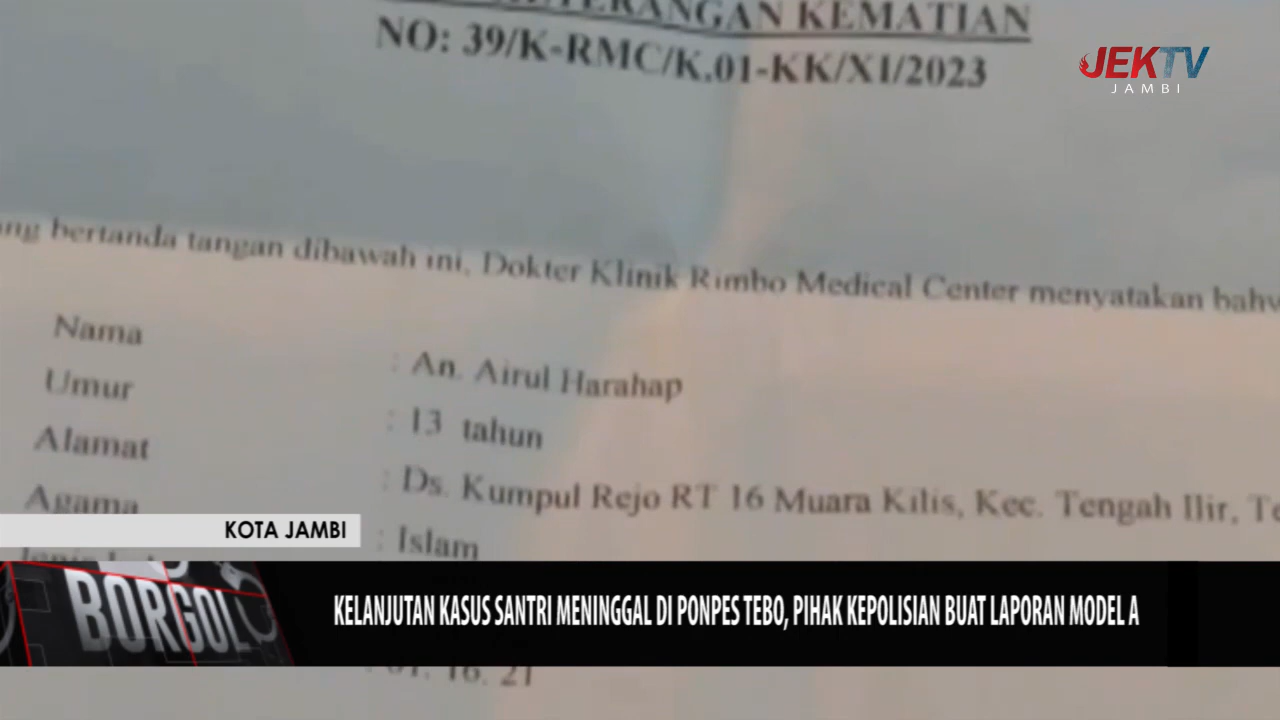 KETERANGAN KEMATIAN
NO: 39/K-RMC/K.01-KK/XI/2023
JEKTV
JAMBI
bertanda tangan dibawah ini, Dokter Klinik Rimbo Medical Center menyatakan
Nama : An. Airul Harahap
Umur : 13 tahun
Alamat : Ds. Kumpul Rejo RT 16 Muara Kilis, Kec. Tengah Ilir,
Agama : Islam
KOTA JAMBI
BORGOL
KELANJUTAN KASUS SANTRI MENINGGAL DI PONPES TEBO, PIHAK KEPOLISIAN BUAT LAPORAN MODEL A